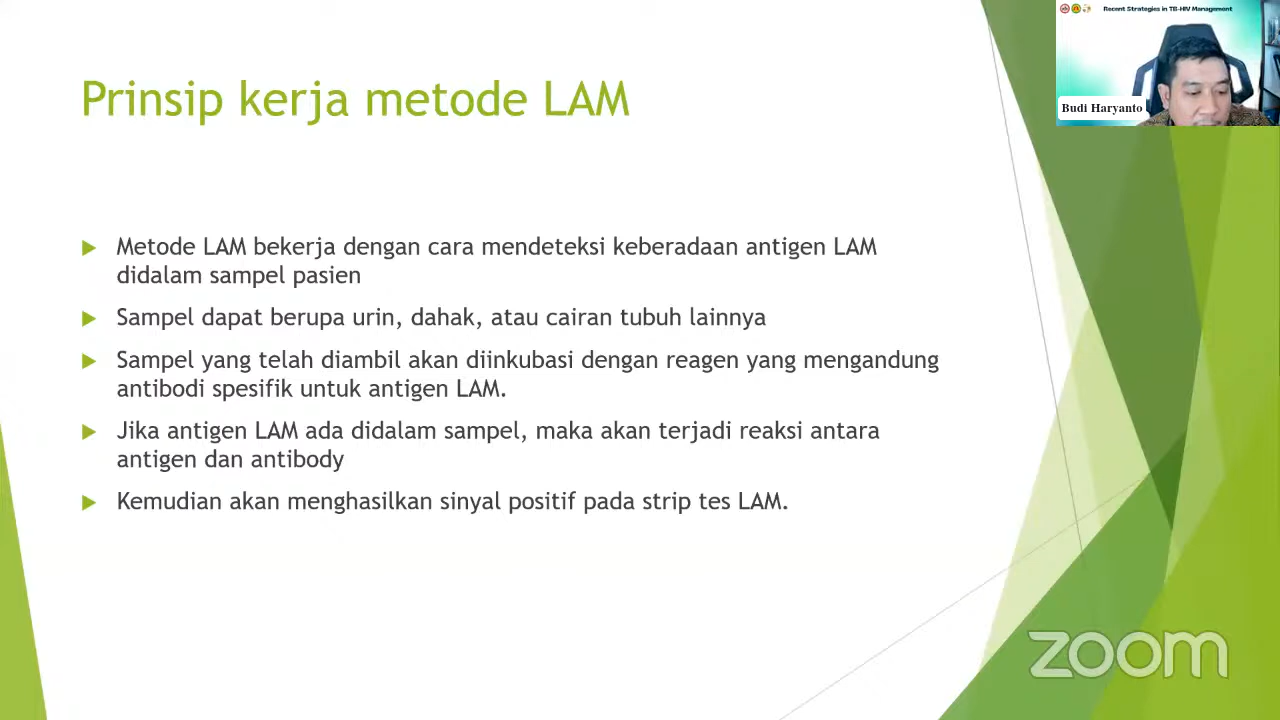 Recent Strategies in TB-HIV Management
Budi Haryanto
Prinsip kerja metode LAM
Metode LAM bekerja dengan cara mendeteksi keberadaan antigen LAM
didalam sampel pasien
Sampel dapat berupa urin, dahak, atau cairan tubuh lainnya
Sampel yang telah diambil akan diinkubasi dengan reagen yang mengandung
antibodi spesifik untuk antigen LAM.
Jika antigen LAM ada didalam sampel, maka akan terjadi reaksi antara
antigen dan antibody
Kemudian akan menghasilkan sinyal positif pada strip tes LAM.
zoom